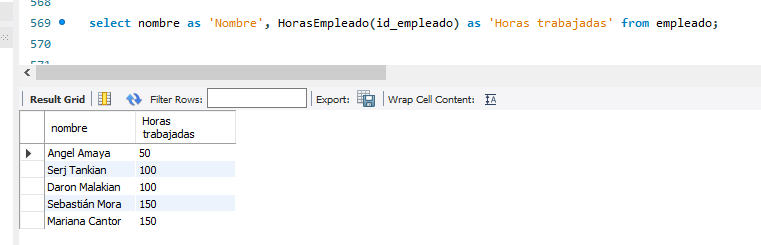 568
569 select nombre as 'Nombre', HorasEmpleado(id_empleado) as 'Horas trabajadas' from empleado;
570
571
Result Grid Filter Rows: Export: Wrap Cell Content:
nombre Horas
trabajadas
Angel Amaya 50
Serj Tankian 100
Daron Malakian 100
Sebastián Mora 150
Mariana Cantor 150